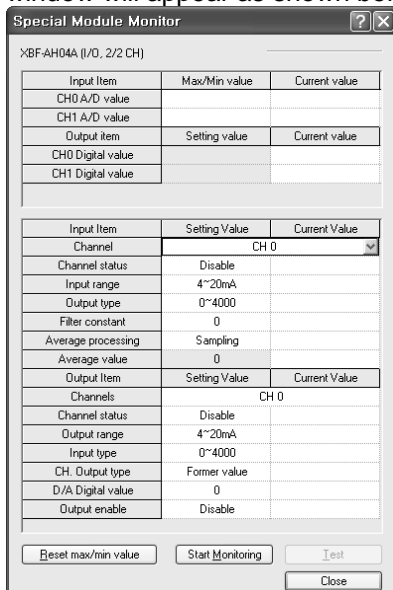 window will appear as shown bel
Special Module Monitor
XBF-AH04A (I/O, 2/2 CH)
Input Item Max/Min value Current value
CH0 A/D value
CH1 A/D value
Output item Setting value Current value
CH0 Digital value
CH1 Digital value
Input Item Setting Value Current Value
Channel CH 0
Channel status Disable
Input range 4~20mA
Output type 0~4000
Filter constant 0
Average processing Sampling
Average value 0
Output Item Setting Value Current Value
Channels CH 0
Channel status Disable
Output range 4~20mA
Input type 0~4000
CH. Output type Former value
D/A Digital value 0
Output enable Disable
Reset max/min value Start Monitoring Test
Close